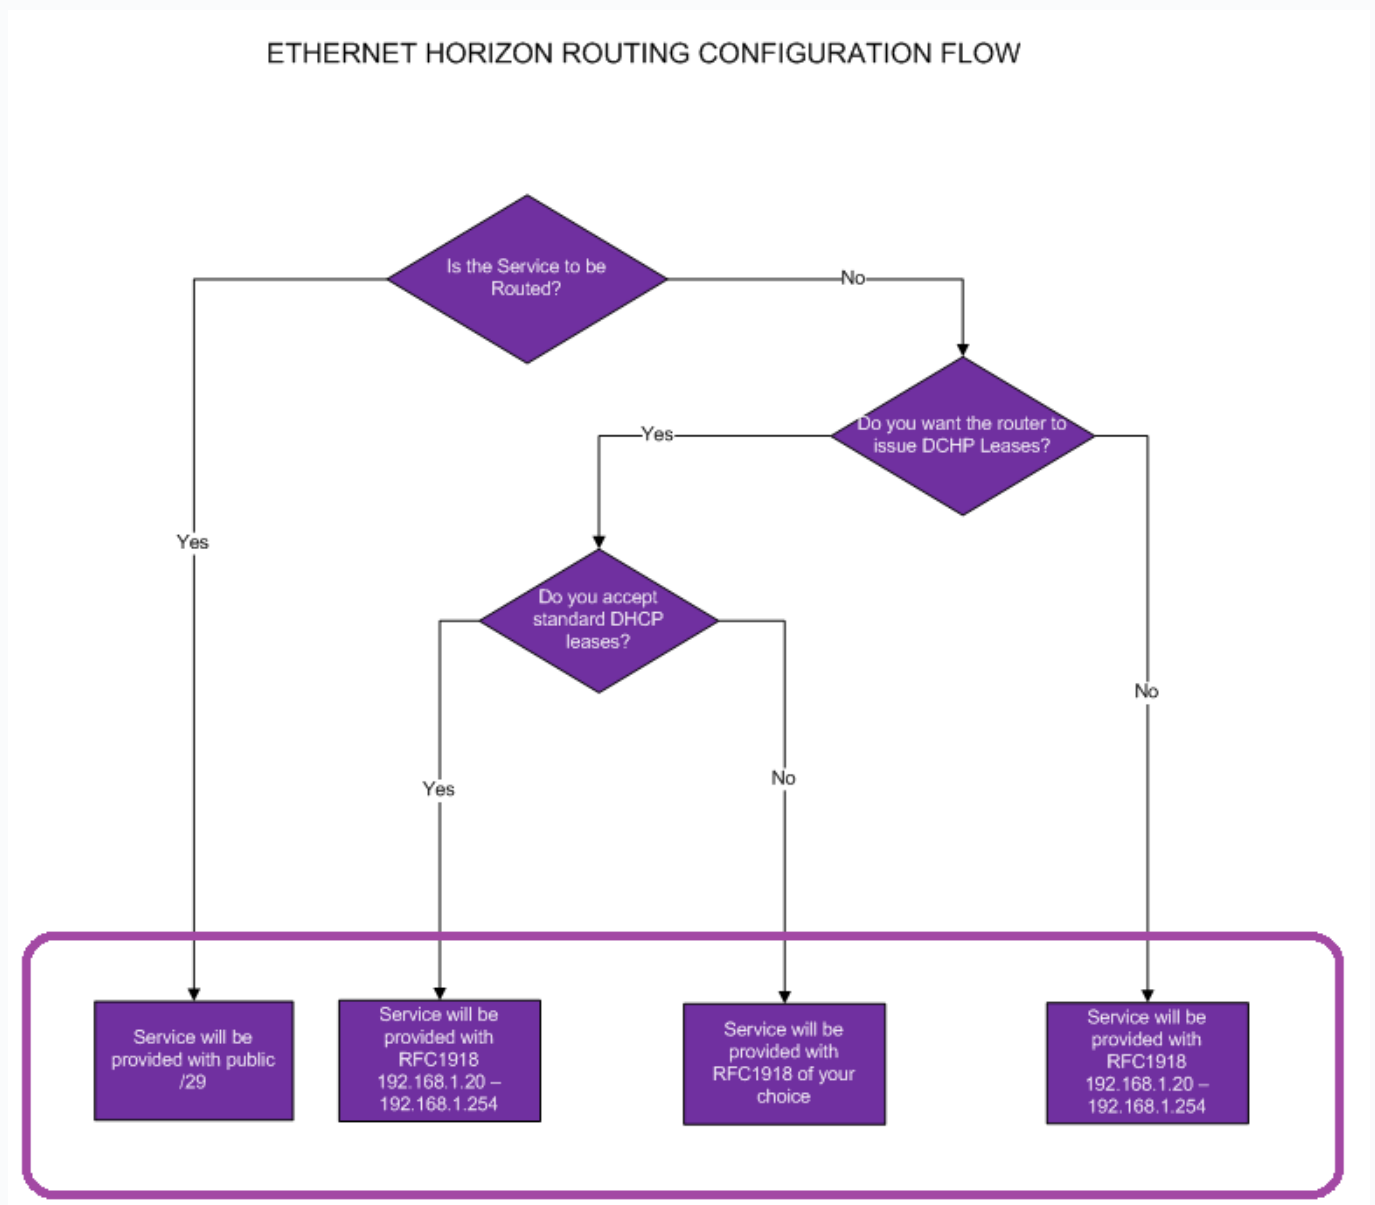 ETHERNET HORIZON ROUTING CONFIGURATION FLOW
Is the Service to be
Routed?
No
Do you want the router to
issue DCHP Leases?
Yes
Yes
Do you accept
standard DHCP
leases?
No
Yes
No
Service will be
provided with public
/29
Service will be
provided with
RFC1918
192.168.1.20 –
192.168.1.254
Service will be
provided with
RFC1918 of your
choice
Service will be
provided with
RFC1918
192.168.1.20 –
192.168.1.254